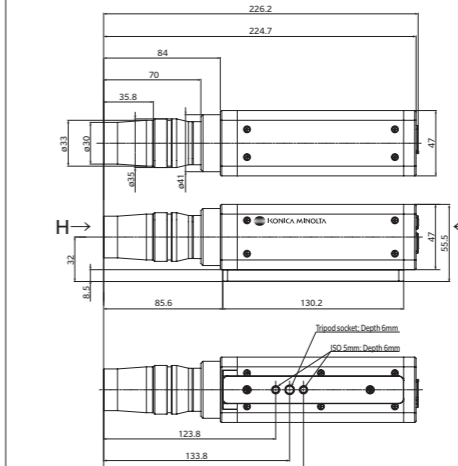 226.2
224.7
84
70
35.8
ø33
ø30
ø35
ø41
47
H
KONICA MINOLTA
32
8.5
47
55.5
85.6
130.2
Tripod socket; Depth 6mm
ISO 5mm: Depth 6mm
123.8
133.8